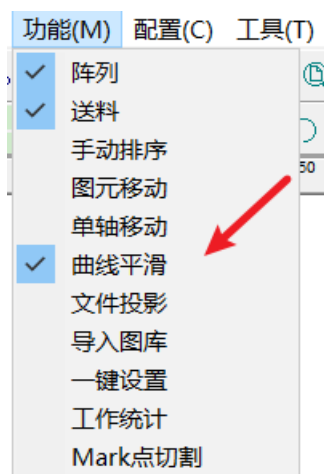 功能(M) 配置(C) 工具(T)
阵列
送料
手动排序
50
图元移动
单轴移动
曲线平滑
文件投影
导入图库
一键设置
工作统计
Mark点切割